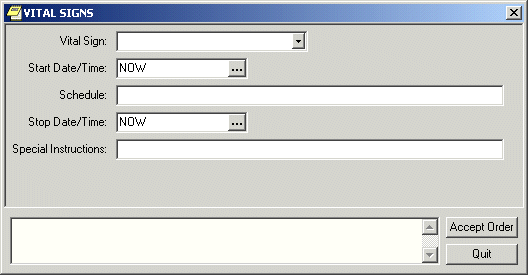 VITAL SIGNS
Vital Sign:
Start Date/Time: NOW ...
Schedule:
Stop Date/Time: NOW ...
Special Instructions:
Accept Order
Quit